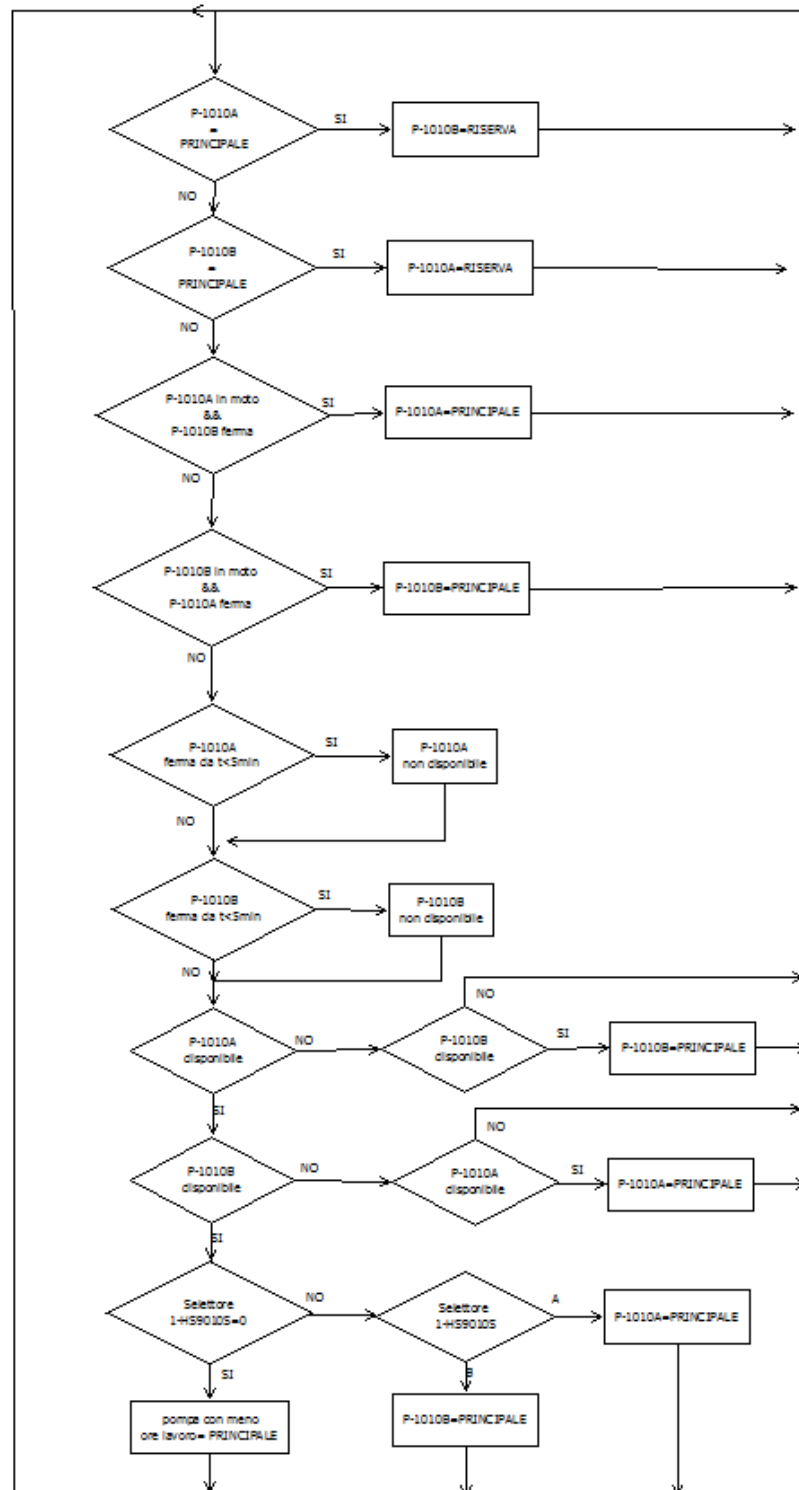 P-1010A
=
PRINCIPALE
SI
P-1010B=RISERVA
NO
P-1010B
=
PRINCIPALE
SI
P-1010A=RISERVA
NO
P-1010A in moto
&&
P-1010B ferma
SI
P-1010A=PRINCIPALE
NO
P-1010B in moto
&&
P-1010A ferma
SI
P-1010B=PRINCIPALE
NO
P-1010A
ferma da t<5min
SI
P-1010A
non disponibile
NO
P-1010B
ferma da t<5min
SI
P-1010B
non disponibile
NO
NO
P-1010A
disponibile
NO
P-1010B
disponibile
SI
P-1010B=PRINCIPALE
SI
NO
P-1010B
disponibile
NO
P-1010A
disponibile
SI
P-1010A=PRINCIPALE
SI
Selettore
1-HS9010S=0
NO
Selettore
1-HS9010S
A
P-1010A=PRINCIPALE
SI
B
pompa con meno
ore lavoro= PRINCIPALE
P-1010B=PRINCIPALE